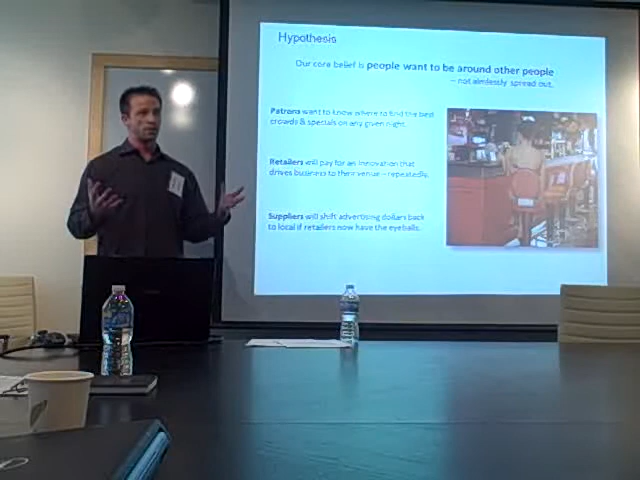 Hypothesis
Our core belief is people want to be around other people
– not aimlessly spread out.
Patrons want to know where to find the best
crowds & specials on any given night.
Retailers will pay for an innovation that
drives business to their venue – repeatedly.
Suppliers will shift advertising dollars back
to local if retailers now have the eyeballs.